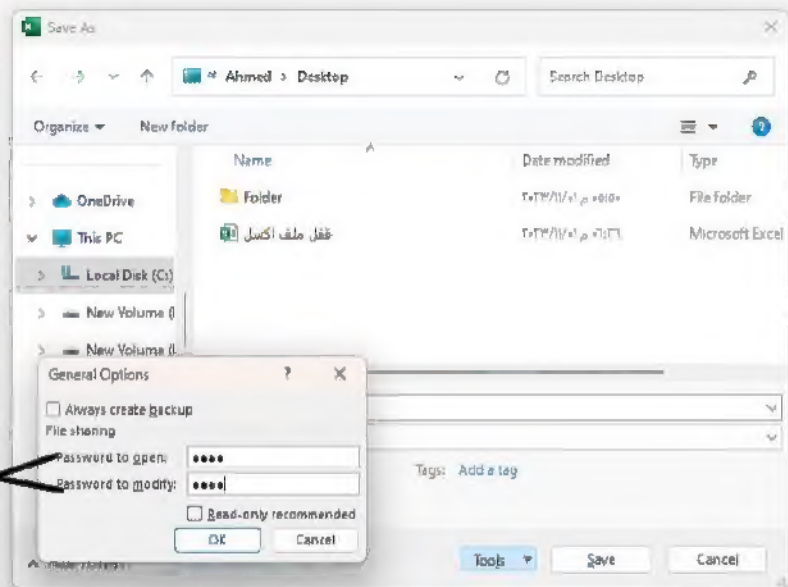 Save As
Ahmed > Desktop
Search Desktop
Organize
New folder
Name
Date modified
Type
OneDrive
Folder
File folder
This PC
قفل ملف اكسل
Microsoft Excel
Local Disk (C:)
New Volume (
New Volume (
General Options
?
Always create backup
File sharing
Password to open: ●●●●
Password to modify: ●●●●
Read-only recommended
OK
Cancel
Tags: Add a tag
Tools
Save
Cancel